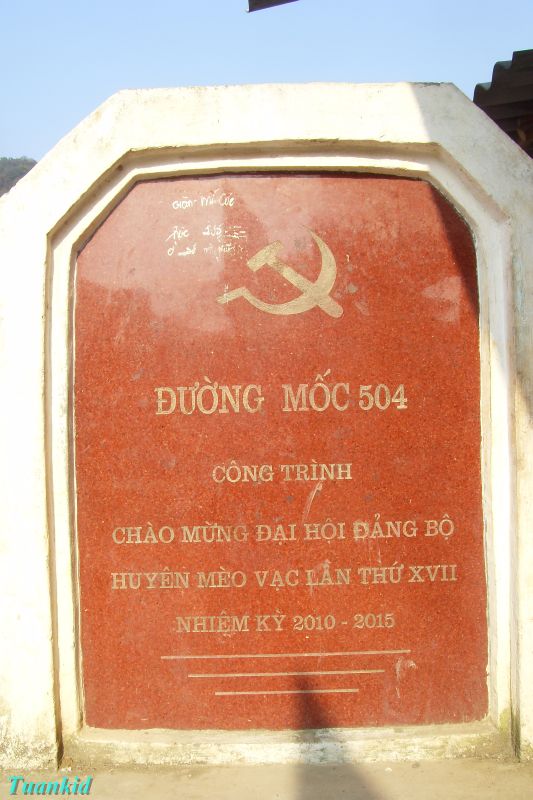 ĐƯỜNG MỐC 504
CÔNG TRÌNH
CHÀO MỪNG ĐẠI HỘI ĐẢNG BỘ
HUYỆN MÈO VẠC LẦN THỨ XVII
NHIỆM KỲ 2010 - 2015
Tuankid